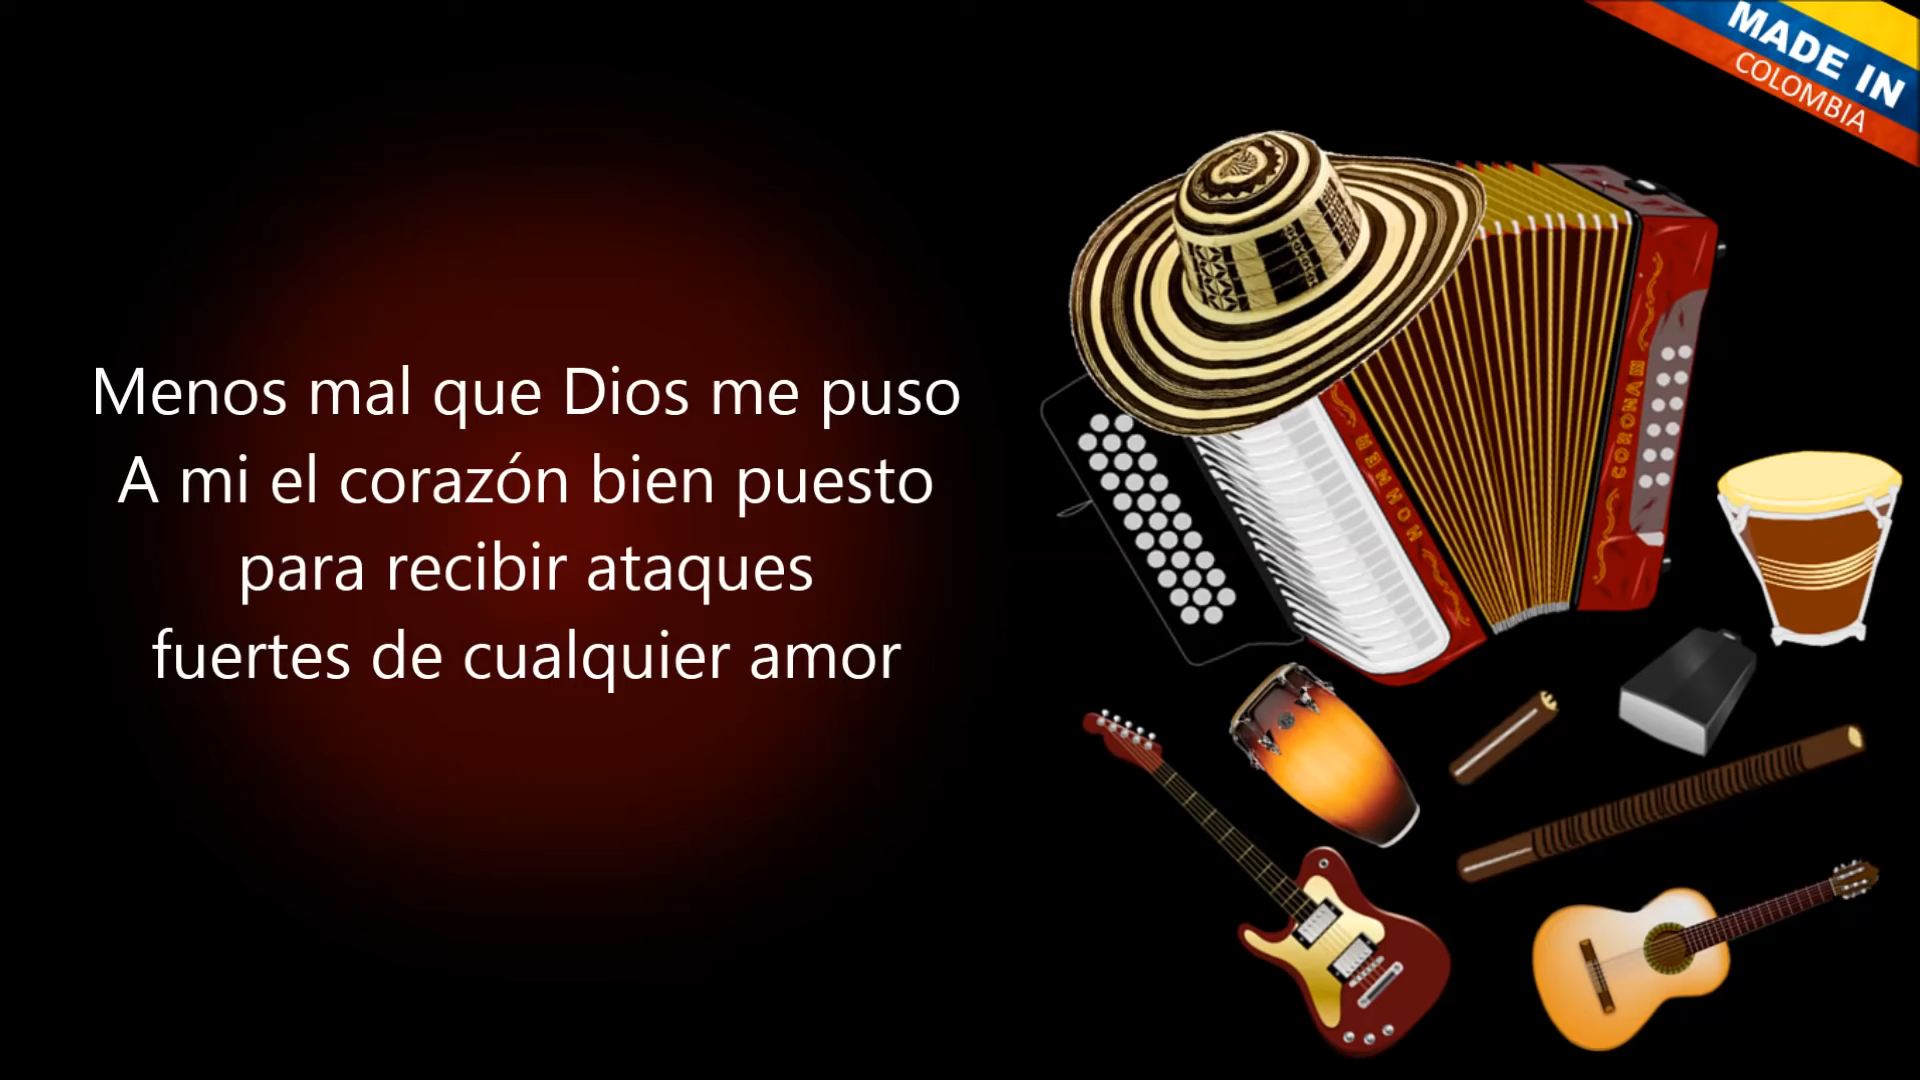 MADE IN
COLOMBIA
Menos mal que Dios me puso
A mi el corazón bien puesto
para recibir ataques
fuertes de cualquier amor
HOHNER
CORONA III